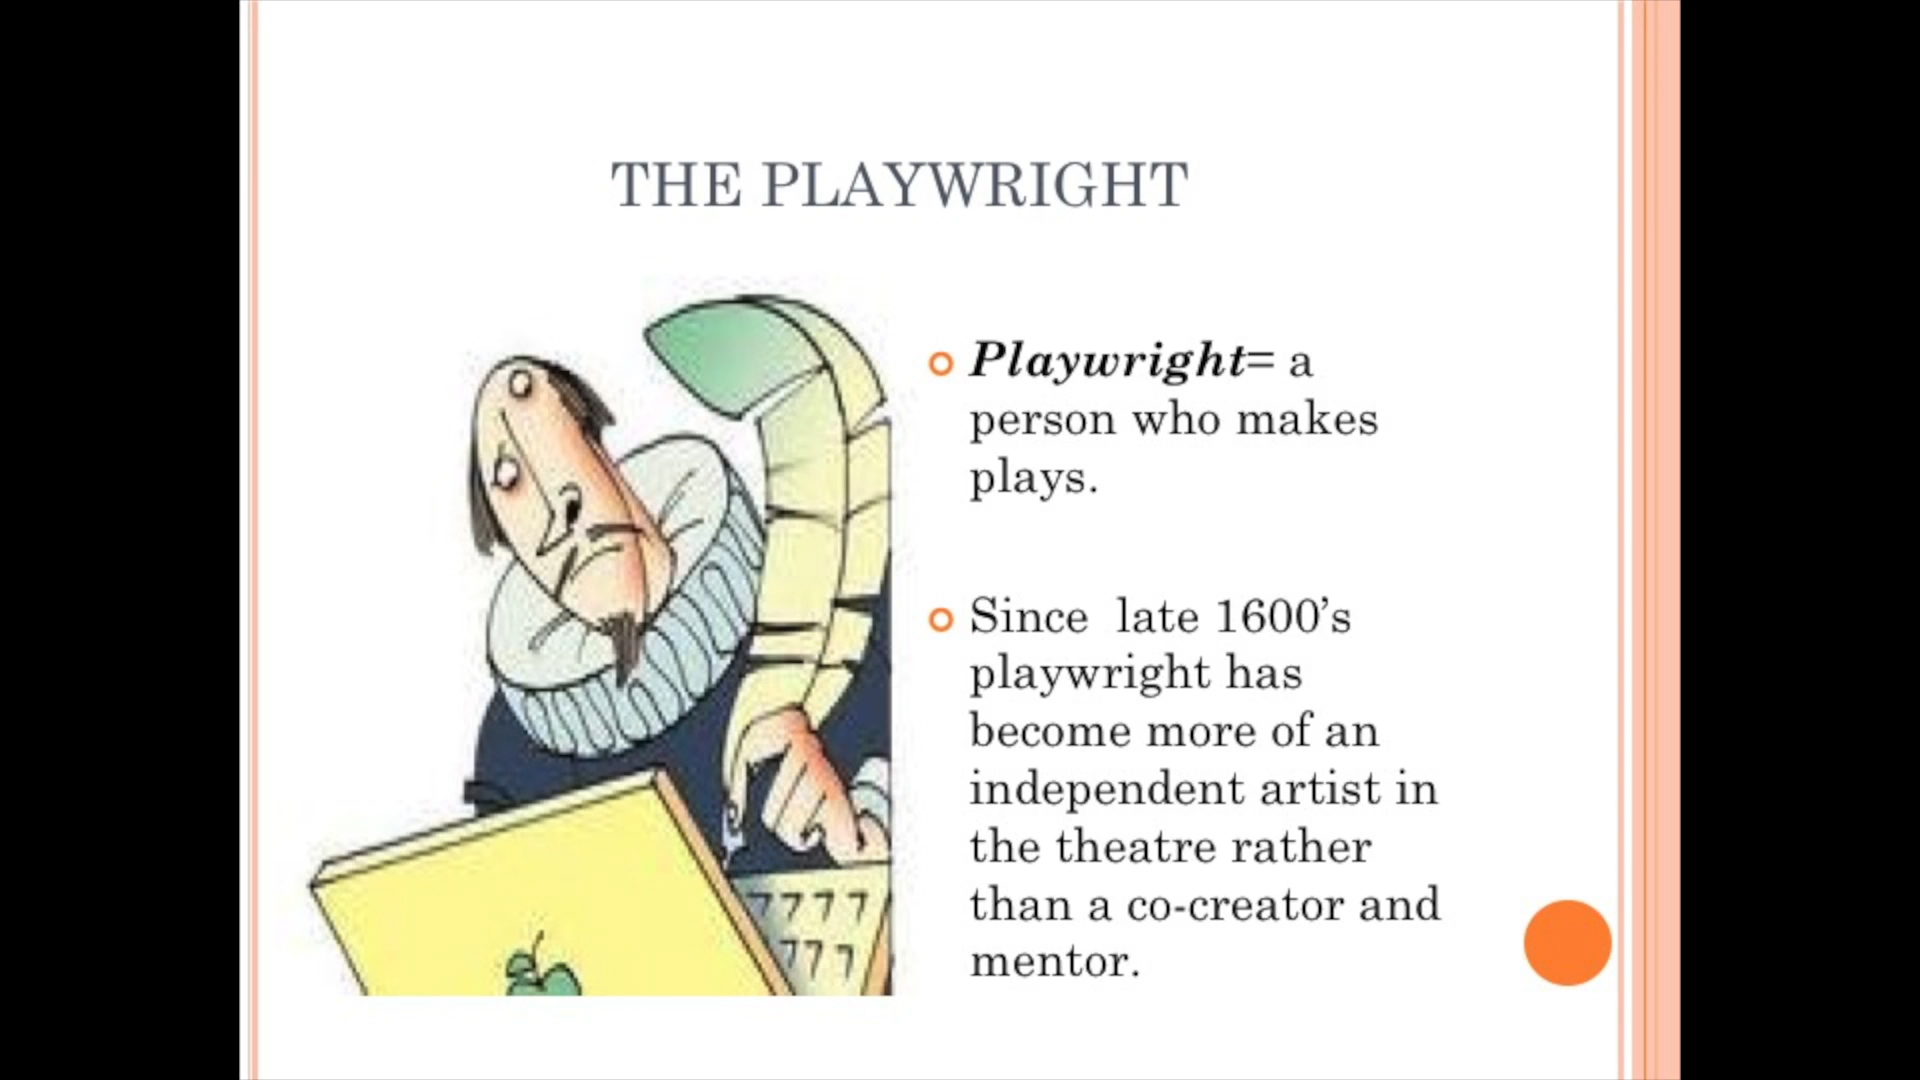 THE PLAYWRIGHT
Playwright= a
person who makes
plays.
Since  late 1600’s
playwright has
become more of an
independent artist in
the theatre rather
than a co-creator and
mentor.